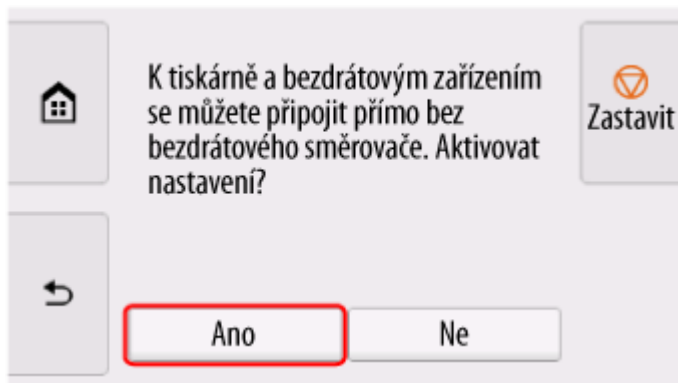 K tiskárně a bezdrátovým zařízením
se můžete připojit přímo bez
bezdrátového směrovače. Aktivovat
nastavení?
Zastavit
Ano
Ne